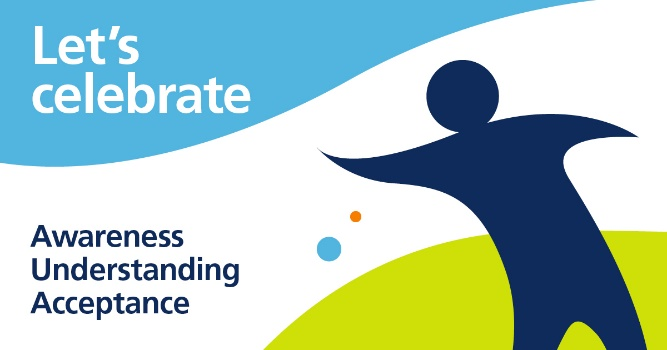 Let’s
celebrate
Awareness
Understanding
Acceptance